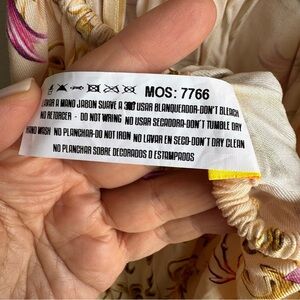 MOS: 7766
LAVAR A MANO JABON SUAVE A USAR BLANQUEADOR-DON'T BLEACH
NO RETORCER - DO NOT WRING NO USAR SECADORA-DON'T TUMBLE DRY
HAND WASH NO PLANCHAR-DO NOT IRON NO LAVAR EN SECO-DON'T DRY CLEAN
NO PLANCHAR SOBRE DECORADOS O ESTAMPADOS